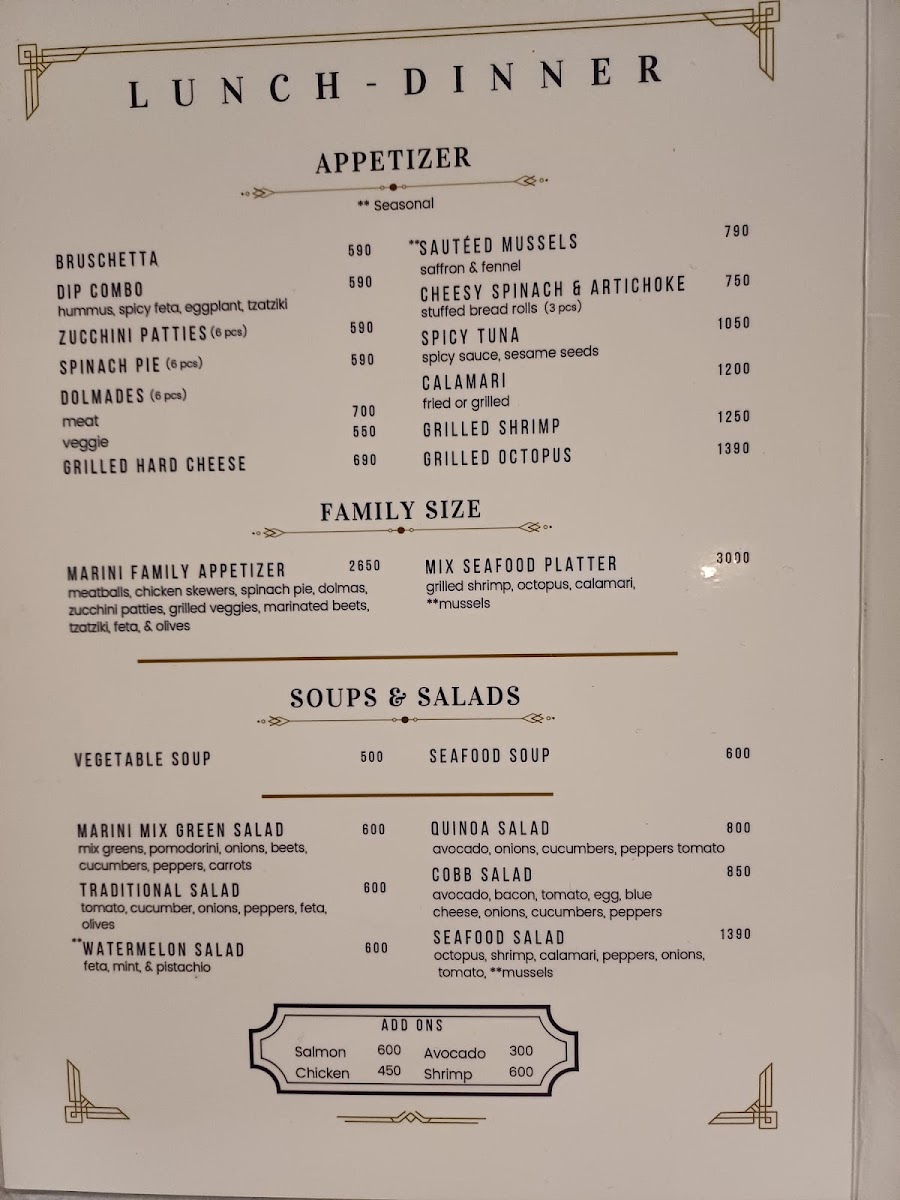 LUNCH - DINNER
APPETIZER
** Seasonal
BRUSCHETTA 590
DIP COMBO 590
hummus, spicy feta, eggplant, tzatziki
ZUCCHINI PATTIES (6 pcs) 590
SPINACH PIE (6 pcs) 590
DOLMADES (6 pcs)
meat 700
veggie 550
GRILLED HARD CHEESE 690
**SAUTÉED MUSSELS 790
saffron & fennel
CHEESY SPINACH & ARTICHOKE 750
stuffed bread rolls (3 pcs)
SPICY TUNA 1050
spicy sauce, sesame seeds
CALAMARI 1200
fried or grilled
GRILLED SHRIMP 1250
GRILLED OCTOPUS 1390
FAMILY SIZE
MARINI FAMILY APPETIZER 2650
meatballs, chicken skewers, spinach pie, dolmas,
zucchini patties, grilled veggies, marinated beets,
tzatziki, feta, & olives
MIX SEAFOOD PLATTER 3000
grilled shrimp, octopus, calamari,
**mussels
SOUPS & SALADS
VEGETABLE SOUP 500
SEAFOOD SOUP 600
MARINI MIX GREEN SALAD 600
mix greens, pomodorini, onions, beets,
cucumbers, peppers, carrots
TRADITIONAL SALAD 600
tomato, cucumber, onions, peppers, feta,
olives
**WATERMELON SALAD 600
feta, mint, & pistachio
QUINOA SALAD 800
avocado, onions, cucumbers, peppers tomato
COBB SALAD 850
avocado, bacon, tomato, egg, blue
cheese, onions, cucumbers, peppers
SEAFOOD SALAD 1390
octopus, shrimp, calamari, peppers, onions,
tomato, **mussels
ADD ONS
Salmon 600 Avocado 300
Chicken 450 Shrimp 600